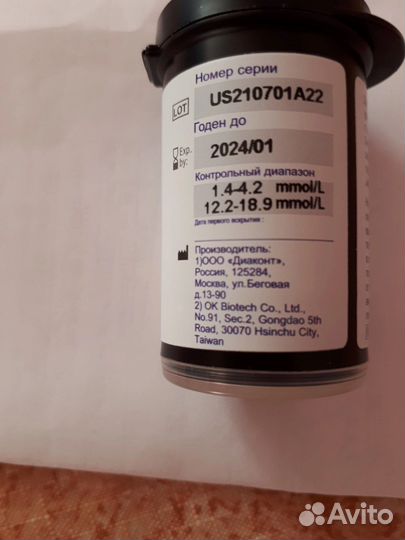 Номер серии
LOT US210701A22
Годен до
Exp. by: 2024/01
Контрольный диапазон
1.4-4.2 mmol/L
12.2-18.9 mmol/L
Дата первого вскрытия :
Производитель:
1)ООО «Диаконт»,
Россия, 125284,
Москва, ул.Беговая
д.13-90
2) OK Biotech Co., Ltd.,
No.91, Sec.2, Gongdao 5th
Road, 30070 Hsinchu City,
Taiwan
Avito